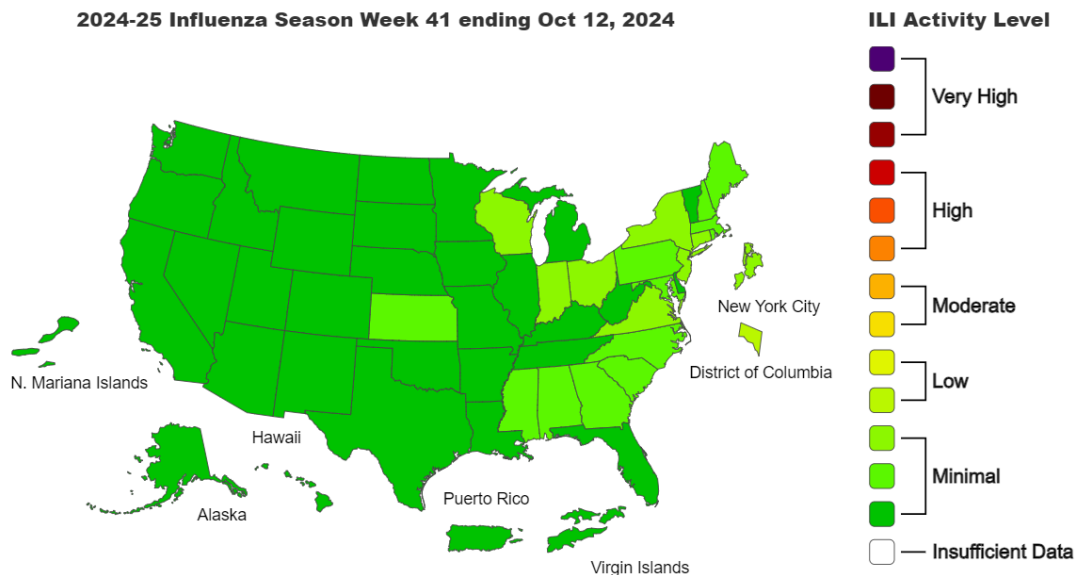 2024-25 Influenza Season Week 41 ending Oct 12, 2024
ILI Activity Level
Very High
High
Moderate
Low
Minimal
Insufficient Data
New York City
District of Columbia
N. Mariana Islands
Hawaii
Alaska
Puerto Rico
Virgin Islands